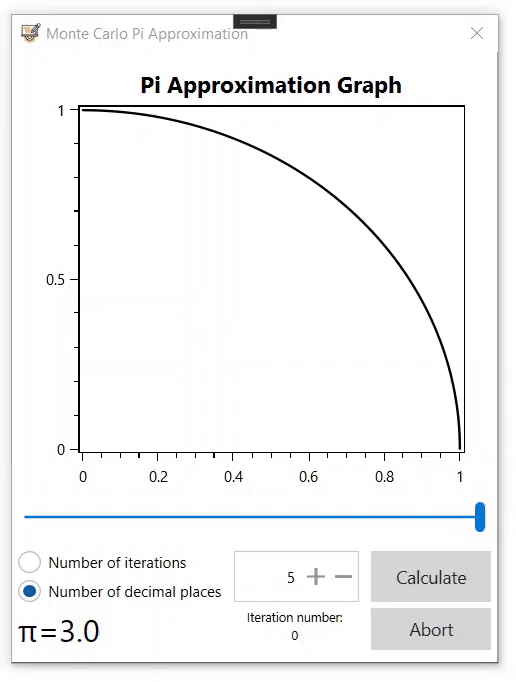 Monte Carlo Pi Approximation
Pi Approximation Graph
1
0.5
0
0 0.2 0.4 0.6 0.8 1
Number of iterations
Number of decimal places
5
Calculate
π=3.0
Iteration number:
0
Abort